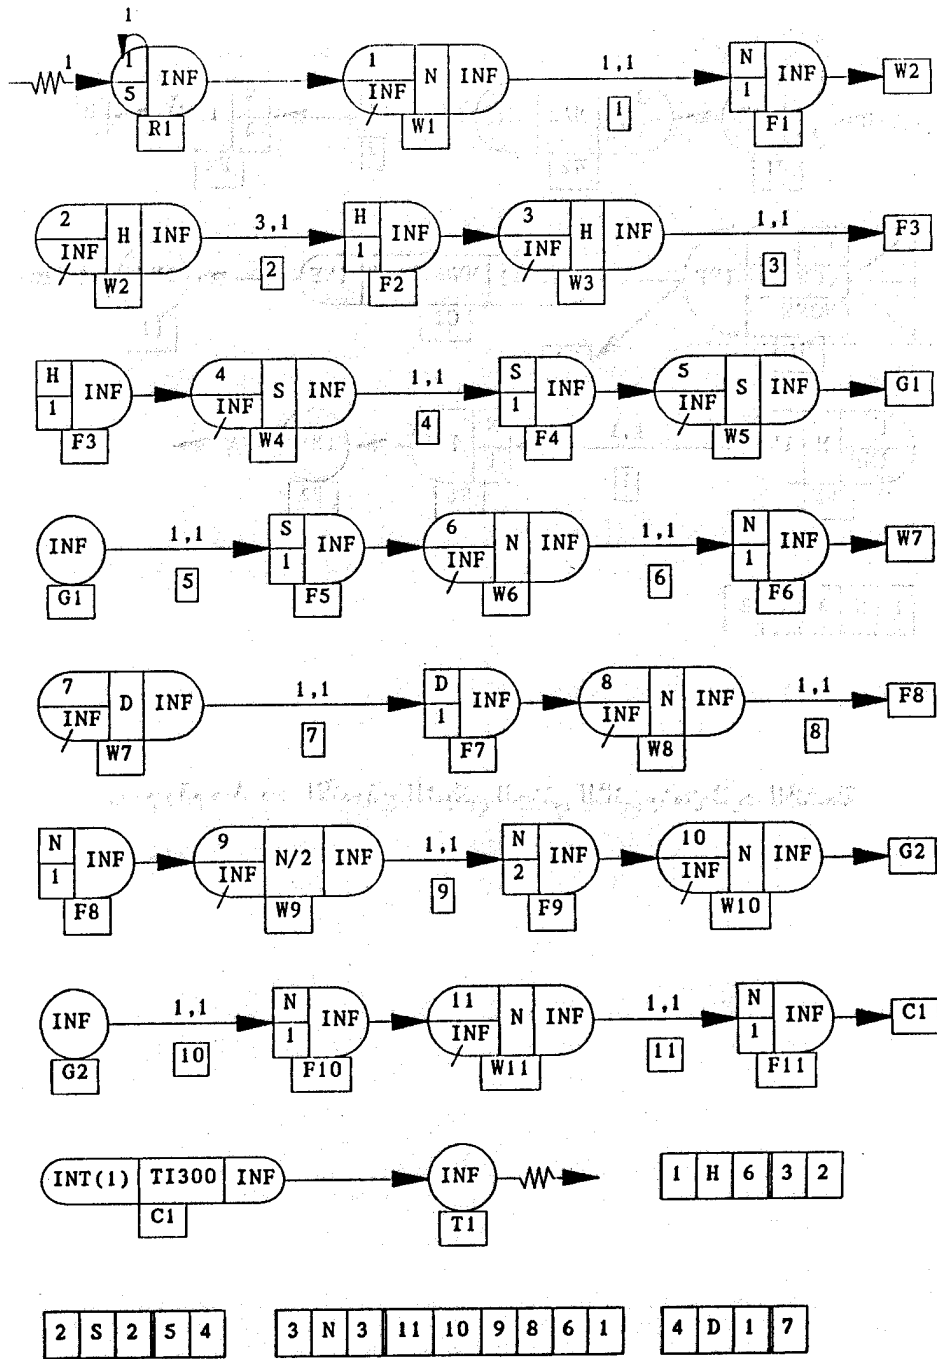 1
1 1 INF 1 N INF 1,1 N INF W2
5 INF 1 1
R1 W1 F1
2 H INF 3,1 H INF 3 H INF 1,1 F3
INF 2 1 INF 3
W2 F2 W3
H INF 4 S INF 1,1 S INF 5 S INF G1
1 INF 4 1 INF
F3 W4 F4 W5
INF 1,1 S INF 6 N INF 1,1 N INF W7
5 1 INF 6 1
G1 F5 W6 F6
7 D INF 1,1 D INF 8 N INF 1,1 F8
INF 7 1 INF 8
W7 F7 W8
N INF 9 N/2 INF 1,1 N INF 10 N INF G2
1 INF 9 2 INF
F8 W9 F9 W10
INF 1,1 N INF 11 N INF 1,1 N INF C1
10 1 INF 11 1
G2 F10 W11 F11
INT(1) TI300 INF INF 1 H 6 3 2
C1 T1
2 S 2 5 4 3 N 3 11 10 9 8 6 1 4 D 1 7